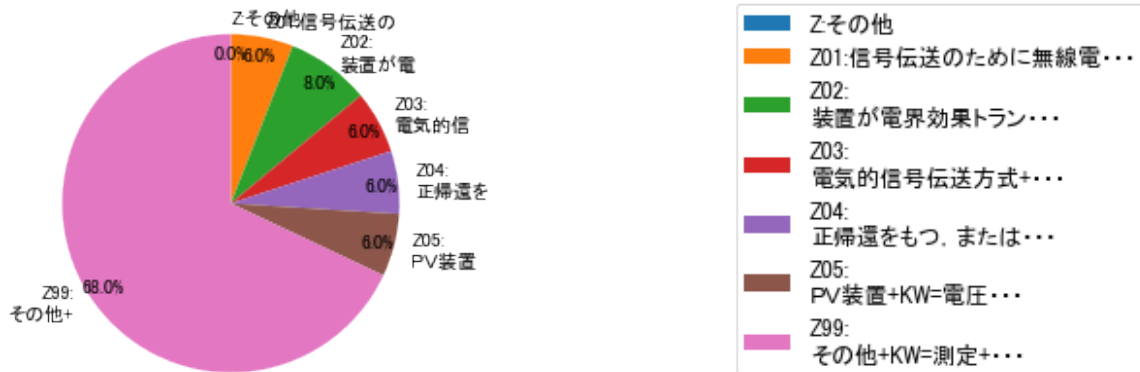 Z:その他
Z01:信号伝送の
0.0%
6.0%
Z02:
装置が電
8.0%
Z03:
電気的信
6.0%
Z04:
正帰還を
6.0%
Z05:
PV装置
6.0%
Z99:
その他+
68.0%
Z:その他
Z01:信号伝送のために無線電・・・
Z02:
装置が電界効果トラン・・・
Z03:
電気的信号伝送方式+・・・
Z04:
正帰還をもつ，または・・・
Z05:
PV装置+KW=電圧・・・
Z99:
その他+KW=測定+・・・